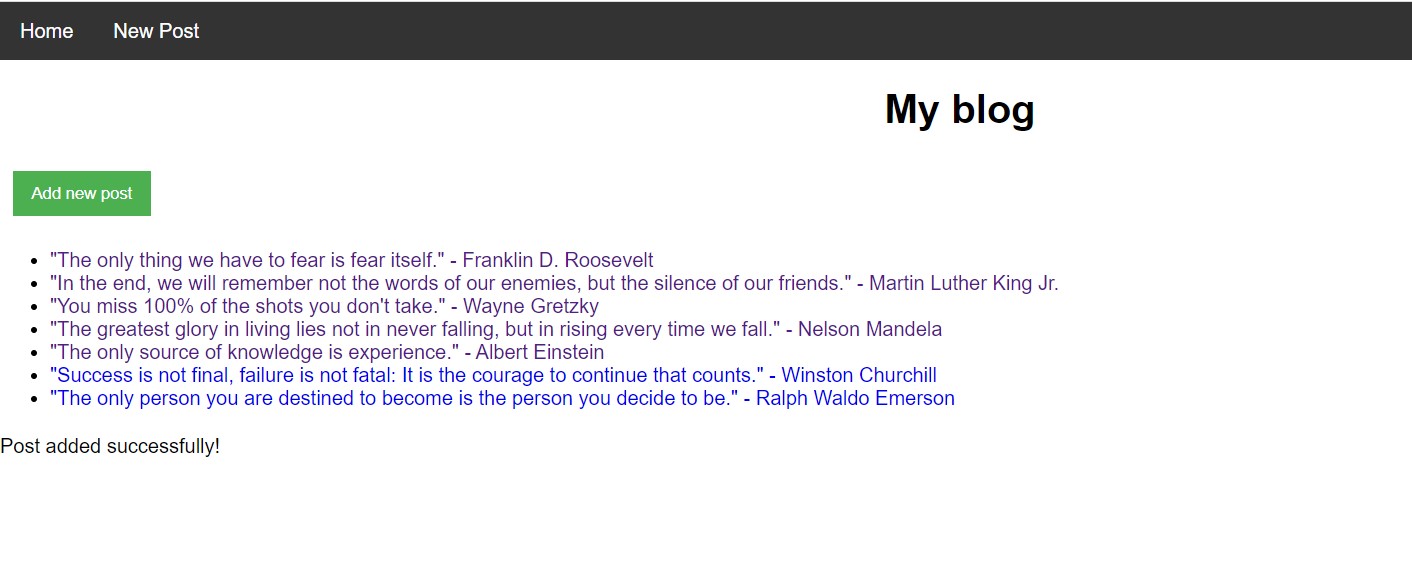 Home New Post
My blog
Add new post
"The only thing we have to fear is fear itself." - Franklin D. Roosevelt
"In the end, we will remember not the words of our enemies, but the silence of our friends." - Martin Luther King Jr.
"You miss 100% of the shots you don't take." - Wayne Gretzky
"The greatest glory in living lies not in never falling, but in rising every time we fall." - Nelson Mandela
"The only source of knowledge is experience." - Albert Einstein
"Success is not final, failure is not fatal: It is the courage to continue that counts." - Winston Churchill
"The only person you are destined to become is the person you decide to be." - Ralph Waldo Emerson
Post added successfully!